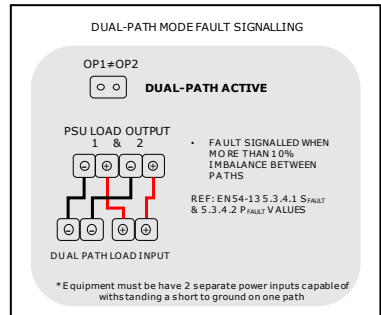 DUAL-PATH MODE FAULT SIGNALLING
OP1≠OP2
DUAL-PATH ACTIVE
PSU LOAD OUTPUT
1 & 2
• FAULT SIGNALLED WHEN
MORE THAN 10%
IMBALANCE BETWEEN
PATHS
REF: EN54-13 5.3.4.1 SFAULT
& 5.3.4.2 PFAULT VALUES
DUAL PATH LOAD INPUT
*Equipment must be have 2 separate power inputs capable of
withstanding a short to ground on one path